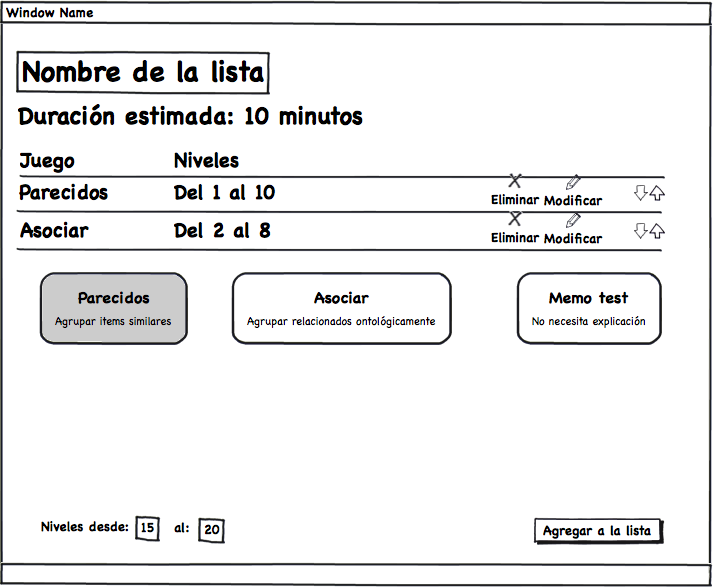 Window Name
Nombre de la lista
Duración estimada: 10 minutos
Juego Niveles
Parecidos Del 1 al 10 Eliminar Modificar
Asociar Del 2 al 8 Eliminar Modificar
Parecidos Asociar Memo test
Agrupar items similares Agrupar relacionados ontológicamente No necesita explicación
Niveles desde: 15 al: 20 Agregar a la lista